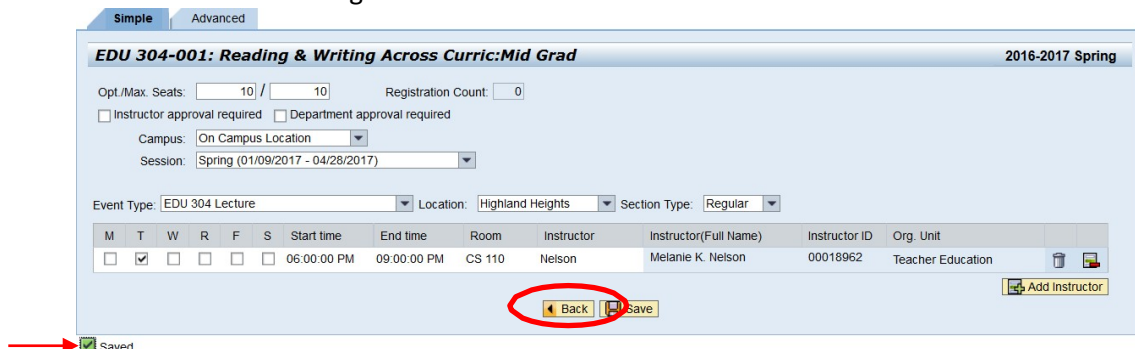 Simple Advanced
EDU 304-001: Reading & Writing Across Curric:Mid Grad 2016-2017 Spring
Opt./Max. Seats: 10 / 10 Registration Count: 0
Instructor approval required Department approval required
Campus: On Campus Location
Session: Spring (01/09/2017 - 04/28/2017)
Event Type: EDU 304 Lecture Location: Highland Heights Section Type: Regular
M T W R F S Start time End time Room Instructor Instructor(Full Name) Instructor ID Org. Unit
06:00:00 PM 09:00:00 PM CS 110 Nelson Melanie K. Nelson 00018962 Teacher Education
Add Instructor
Back Save
Saved